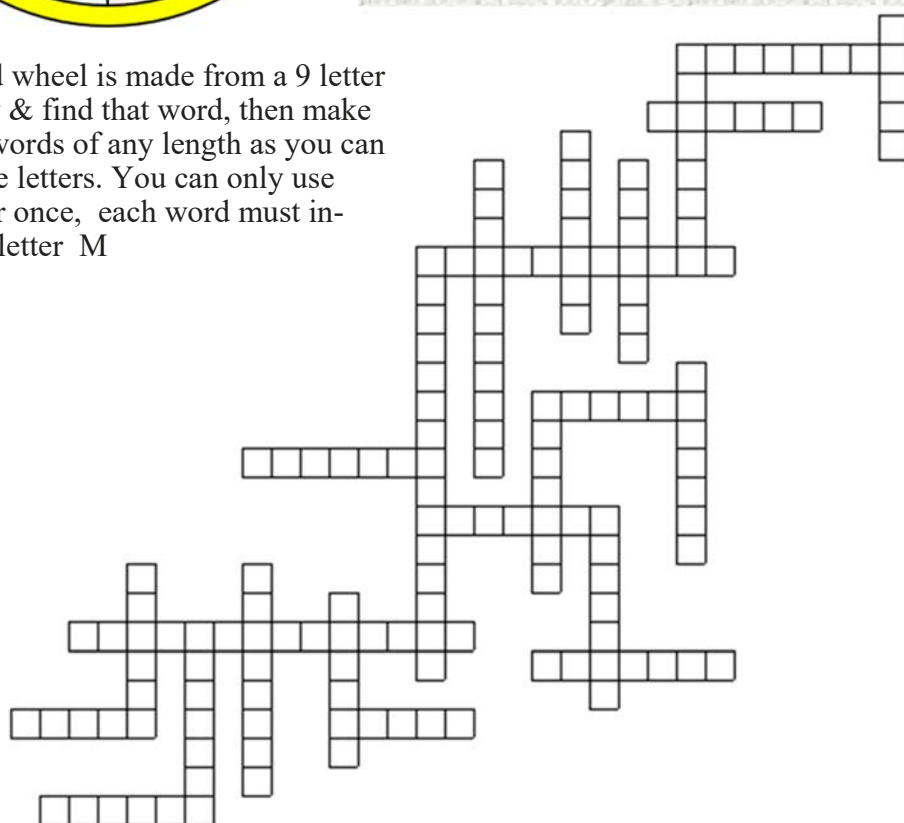 wheel is made from a 9 letter
& find that word, then make
words of any length as you can
letters. You can only use
once, each word must in-
letter M